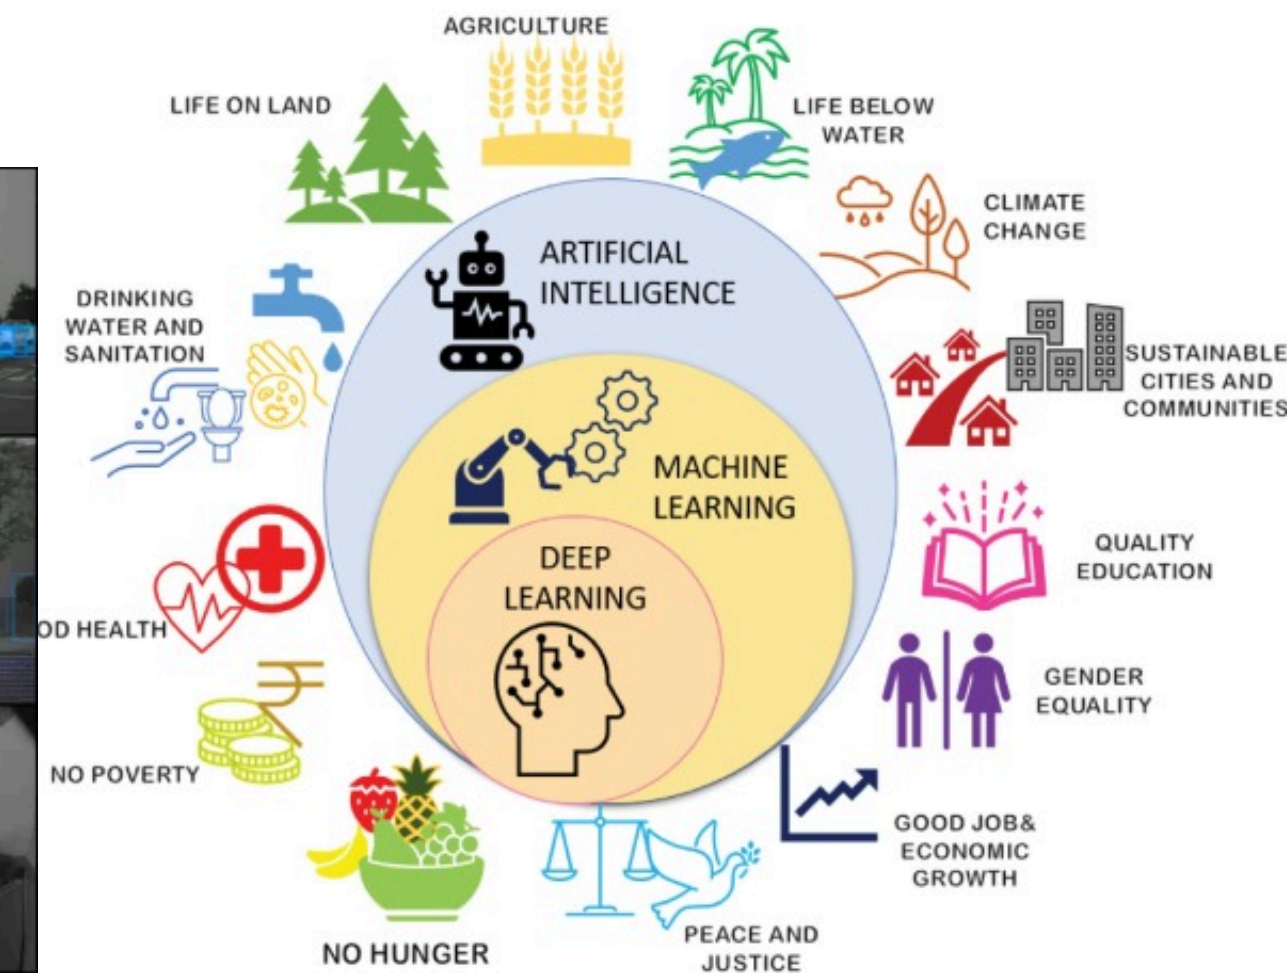 AGRICULTURE
LIFE ON LAND
LIFE BELOW
WATER
CLIMATE
CHANGE
ARTIFICIAL
INTELLIGENCE
DRINKING
WATER AND
SANITATION
SUSTAINABLE
CITIES AND
COMMUNITIES
MACHINE
LEARNING
QUALITY
EDUCATION
DEEP
LEARNING
OD HEALTH
GENDER
EQUALITY
NO POVERTY
GOOD JOB&
ECONOMIC
GROWTH
NO HUNGER
PEACE AND
JUSTICE